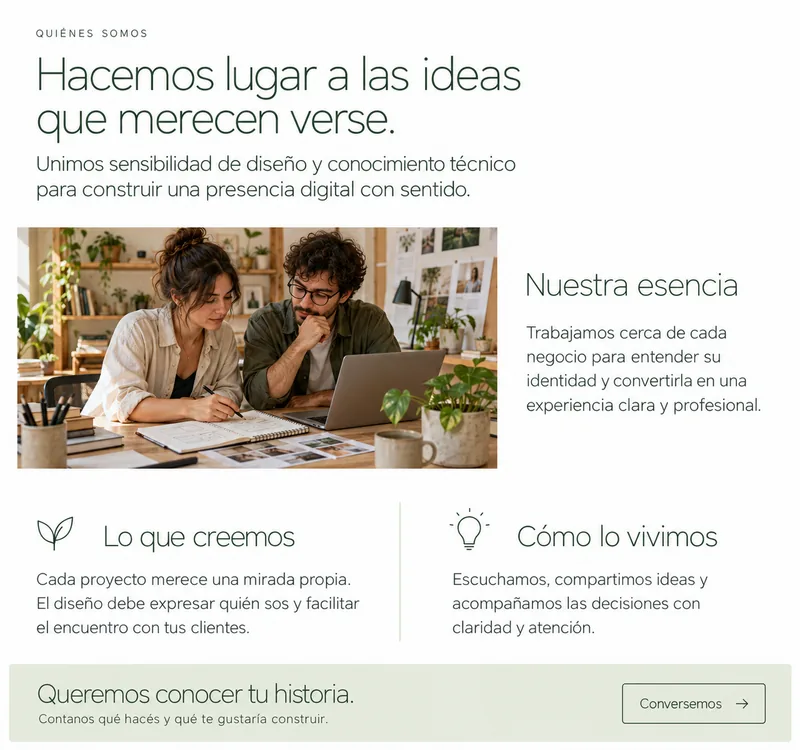 QUIÉNES SOMOS
Hacemos lugar a las ideas
que merecen verse.
Unimos sensibilidad de diseño y conocimiento técnico
para construir una presencia digital con sentido.
Nuestra esencia
Trabajamos cerca de cada
negocio para entender su
identidad y convertirla en una
experiencia clara y profesional.
Lo que creemos
Cada proyecto merece una mirada propia.
El diseño debe expresar quién sos y facilitar
el encuentro con tus clientes.
Cómo lo vivimos
Escuchamos, compartimos ideas y
acompañamos las decisiones con
claridad y atención.
Queremos conocer tu historia.
Contanos qué hacés y qué te gustaría construir.
Conversemos →